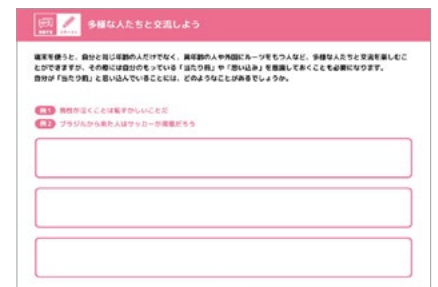 多様な人たちと交流しよう
端末を使うと、自分と同じ年齢の人だけでなく、異年齢の人や外国にルーツをもつ人など、多様な人たちと交流を楽しむこ
とができますが、その際には自分のもっている「当たり前」や「思い込み」を意識しておくことも必要になります。
自分が「当たり前」と思い込んでいることには、どのようなことがあるでしょうか。
例1 男性が泣くことは恥ずかしいことだ
例2 ブラジルから来た人はサッカーが得意だろう